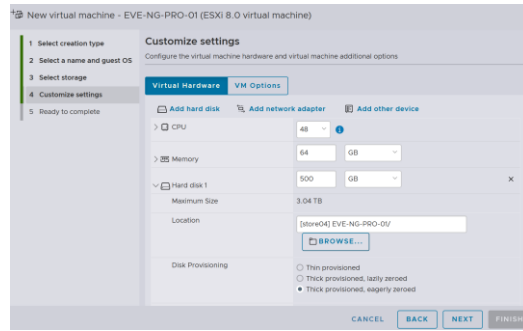 New virtual machine - EVE-NG-PRO-01 (ESXi 8.0 virtual machine)
1 Select creation type
2 Select a name and guest OS
3 Select storage
4 Customize settings
5 Ready to complete
Customize settings
Configure the virtual machine hardware and virtual machine additional options
Virtual Hardware VM Options
Add hard disk Add network adapter Add other device
CPU 48
Memory 64 GB
Hard disk 1 500 GB
Maximum Size 3.04 TB
Location [store04] EVE-NG-PRO-01/
BROWSE...
Disk Provisioning Thin provisioned
Thick provisioned, lazily zeroed
Thick provisioned, eagerly zeroed
CANCEL BACK NEXT FINISH